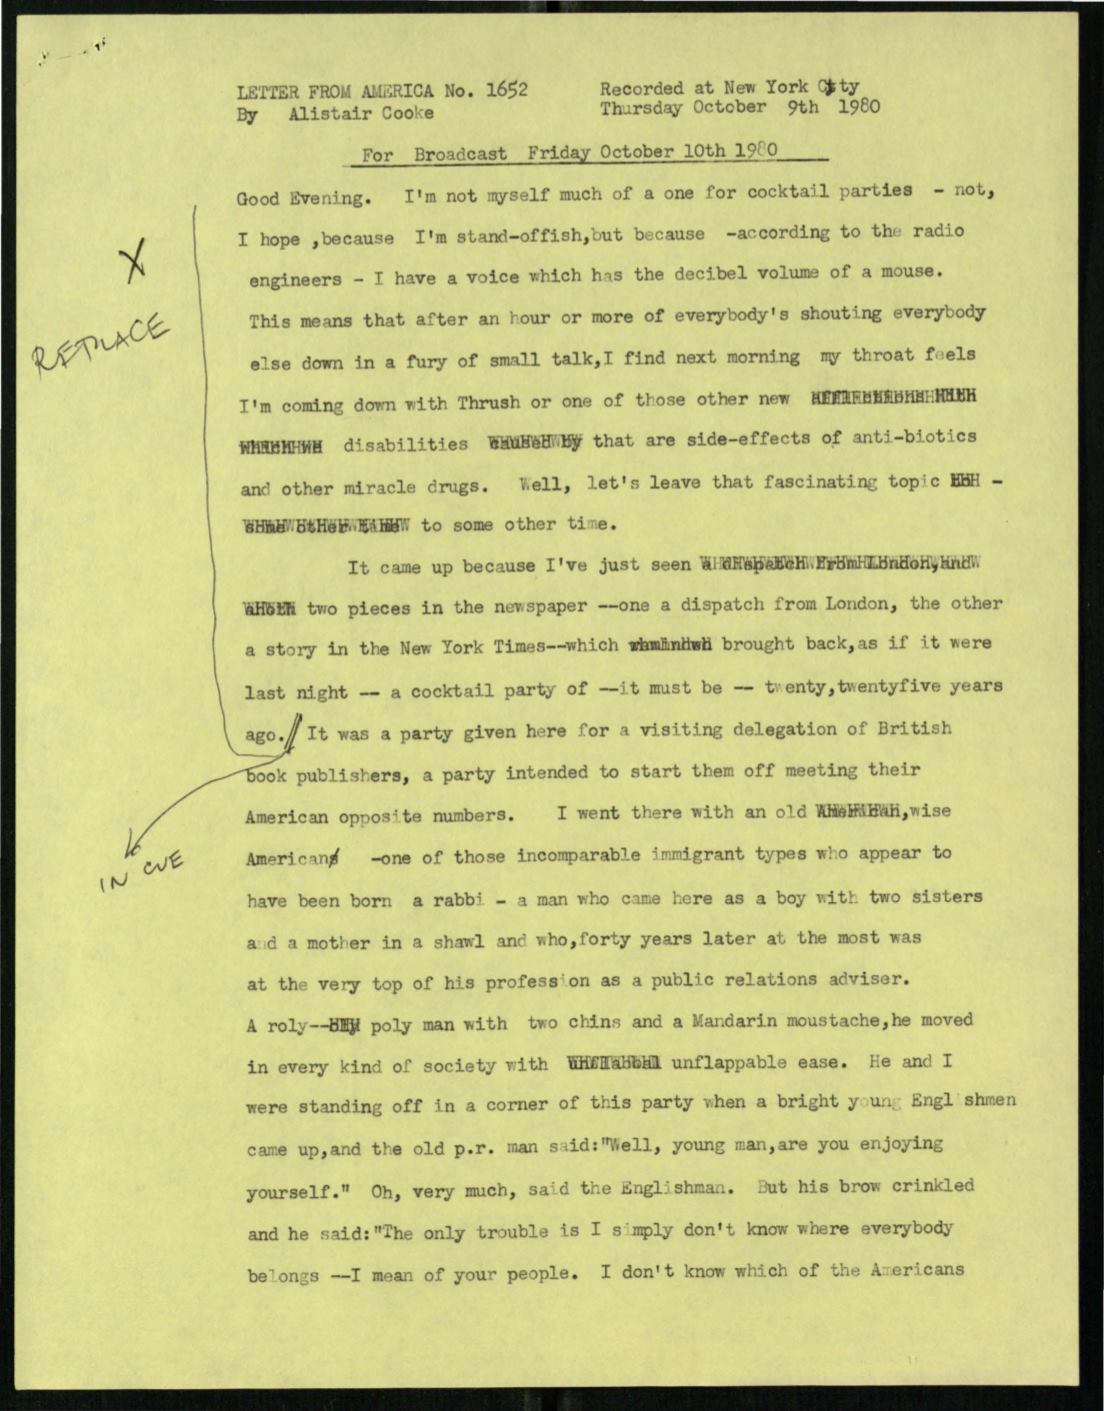 LETTER FROM AMERICA No. 1652 Recorded at New York City
By Alistair Cooke Thursday October 9th 1980
For Broadcast Friday October 10th 1980
Good Evening. I'm not myself much of a one for cocktail parties - not,
I hope ,because I'm stand-offish,but because -according to the radio
X
engineers - I have a voice which has the decibel volume of a mouse.
This means that after an hour or more of everybody's shouting everybody
REPLACE
else down in a fury of small talk,I find next morning my throat feels
I'm coming down with Thrush or one of those other new
disabilities caused by that are side-effects of anti-biotics
and other miracle drugs. Well, let's leave that fascinating topic -
some other time to some other time.
It came up because I've just seen a dispatch from London,and
two pieces in the newspaper --one a dispatch from London, the other
a story in the New York Times--which brought back,as if it were
last night -- a cocktail party of --it must be -- twenty,twentyfive years
ago.// It was a party given here for a visiting delegation of British
book publishers, a party intended to start them off meeting their
American opposite numbers. I went there with an old ,wise
IN CUE
American -one of those incomparable immigrant types who appear to
have been born a rabbi - a man who came here as a boy with two sisters
and a mother in a shawl and who,forty years later at the most was
at the very top of his profession as a public relations adviser.
A roly-- poly man with two chins and a Mandarin moustache,he moved
in every kind of society with unflappable ease. He and I
were standing off in a corner of this party when a bright young Englishmen
came up,and the old p.r. man said:"Well, young man,are you enjoying
yourself." Oh, very much, said the Englishman. But his brow crinkled
and he said:"The only trouble is I simply don't know where everybody
belongs --I mean of your people. I don't know which of the Americans